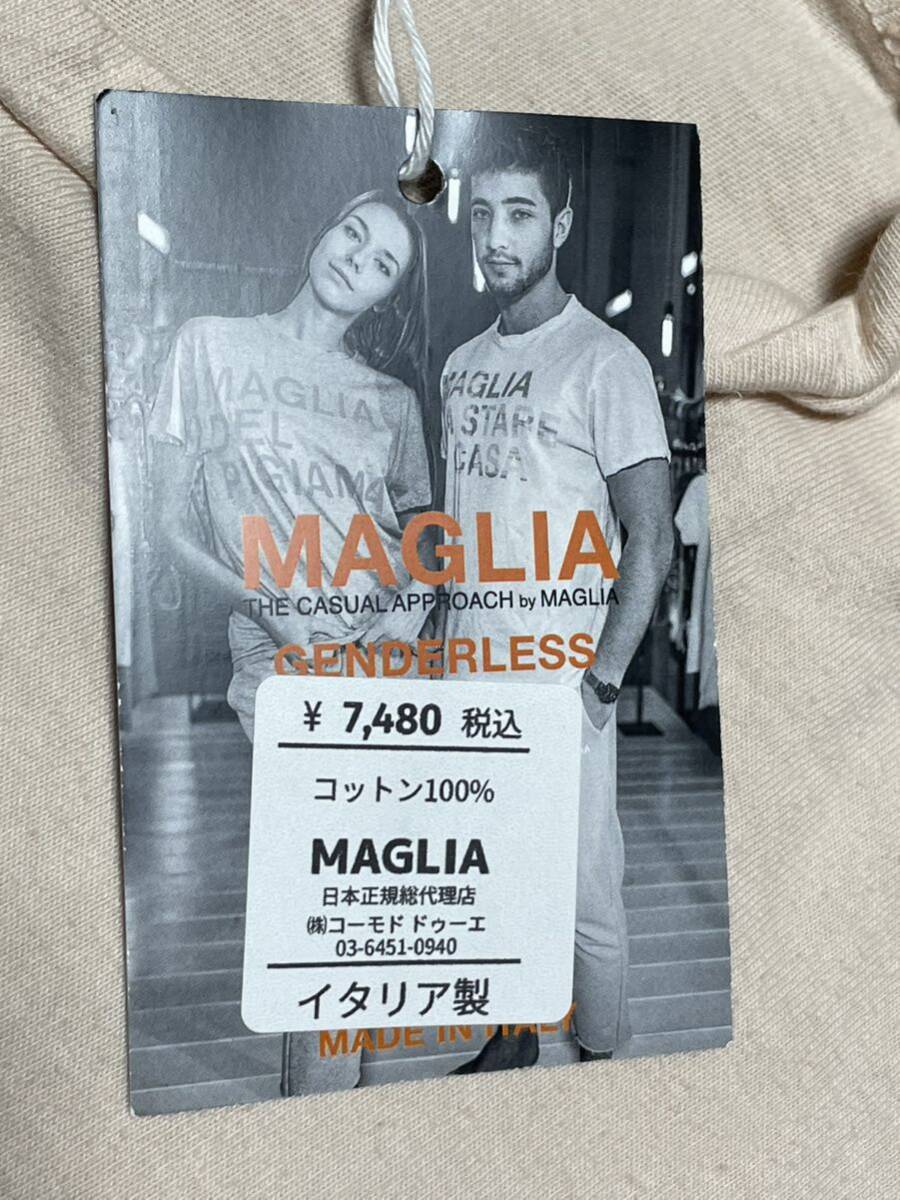 MAGLIA
DEL
PIGIAMA
MAGLIA
A STARE
CASA
MAGLIA
THE CASUAL APPROACH by MAGLIA
GENDERLESS
¥ 7,480 税込
コットン100%
MAGLIA
日本正規総代理店
㈱コーモド ドゥーエ
03-6451-0940
イタリア製
MADE IN ITALY